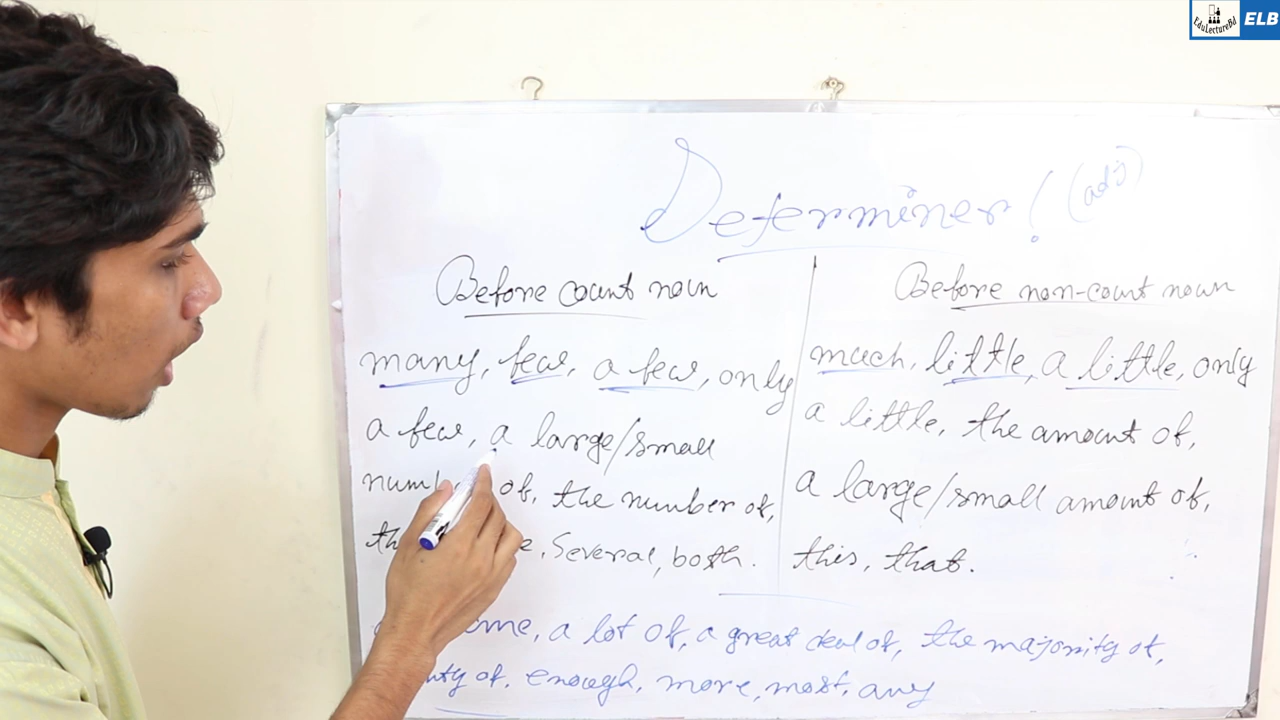 EduLectureBd ELB
Determiner! (adj)
Before count noun
many, few, a few, only
a few, a large/small
of, the number of,
Several, both.
Before non-count noun
much, little, a little, only
a little, the amount of,
a large/small amount of,
this, that.
a lot of, a great deal of, the majority of,
of, enough, more, most, any